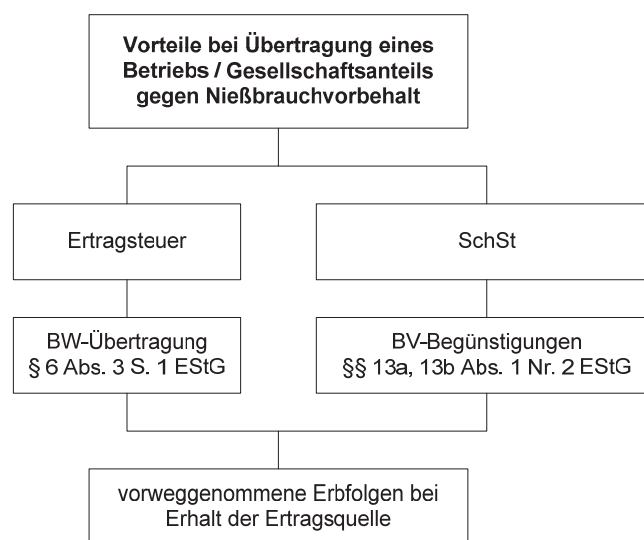 Vorteile bei Übertragung eines
Betriebs / Gesellschaftsanteils
gegen Nießbrauchvorbehalt
Ertragsteuer
SchSt
BW-Übertragung
§ 6 Abs. 3 S. 1 EStG
BV-Begünstigungen
§§ 13a, 13b Abs. 1 Nr. 2 EStG
vorweggenommene Erbfolgen bei
Erhalt der Ertragsquelle